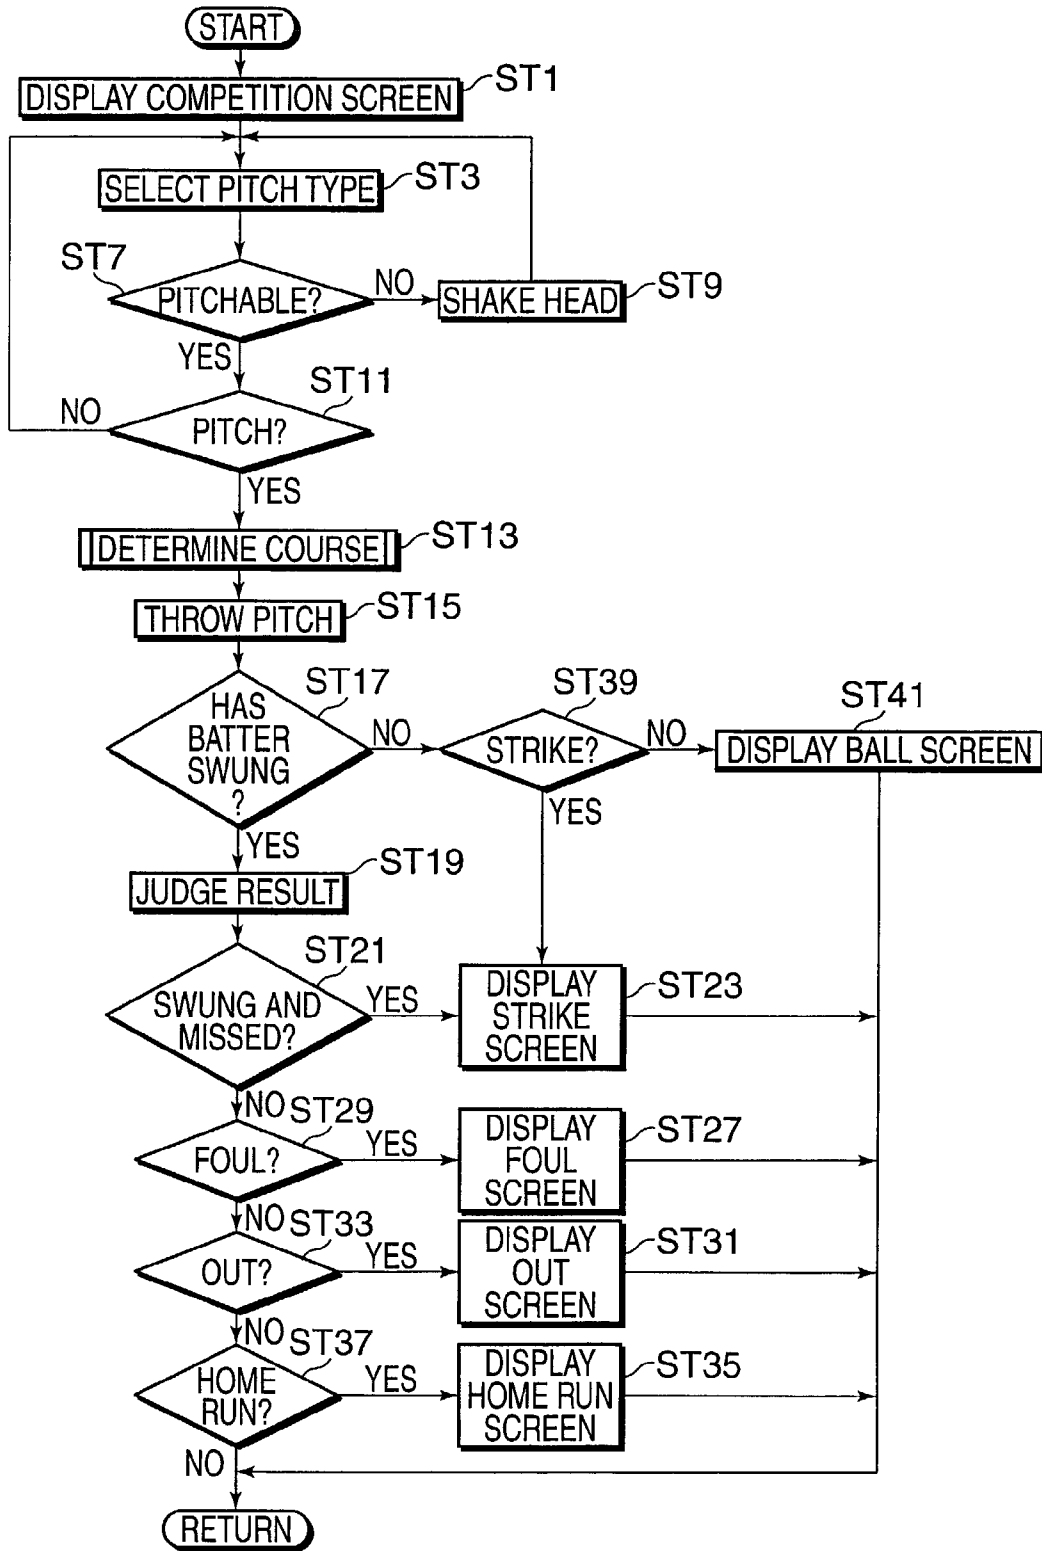 START
DISPLAY COMPETITION SCREEN
ST1
SELECT PITCH TYPE
ST3
ST7
PITCHABLE?
NO
SHAKE HEAD
ST9
YES
ST11
NO
PITCH?
YES
DETERMINE COURSE
ST13
THROW PITCH
ST15
HAS
BATTER
SWUNG
?
ST17
NO
ST39
STRIKE?
NO
ST41
DISPLAY BALL SCREEN
YES
YES
JUDGE RESULT
ST19
ST21
SWUNG AND
MISSED?
YES
DISPLAY
STRIKE
SCREEN
ST23
NO
ST29
FOUL?
YES
DISPLAY
FOUL
SCREEN
ST27
NO
ST33
OUT?
YES
DISPLAY
OUT
SCREEN
ST31
NO
ST37
HOME
RUN?
YES
DISPLAY
HOME RUN
SCREEN
ST35
NO
RETURN